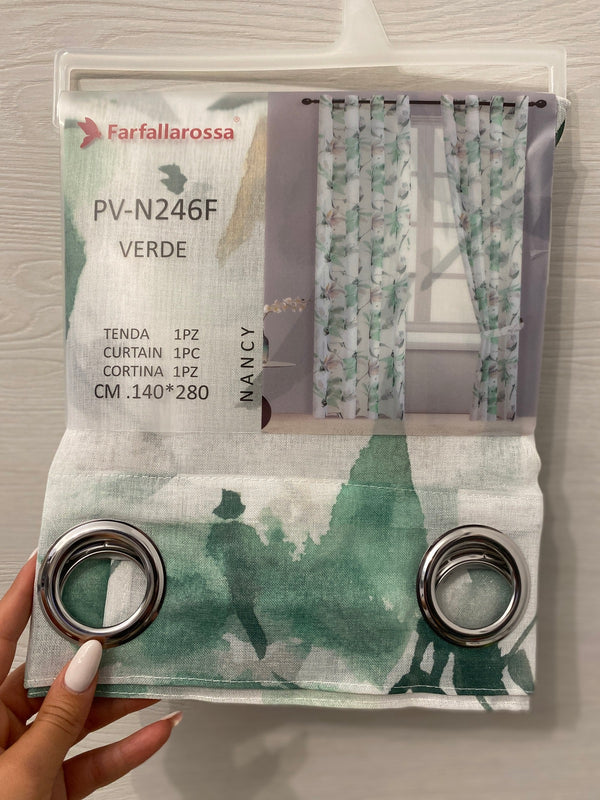 Farfallarossa®
PV-N246F
VERDE
TENDA 1PZ
CURTAIN 1PC
CORTINA 1PZ
CM .140*280
NANCY